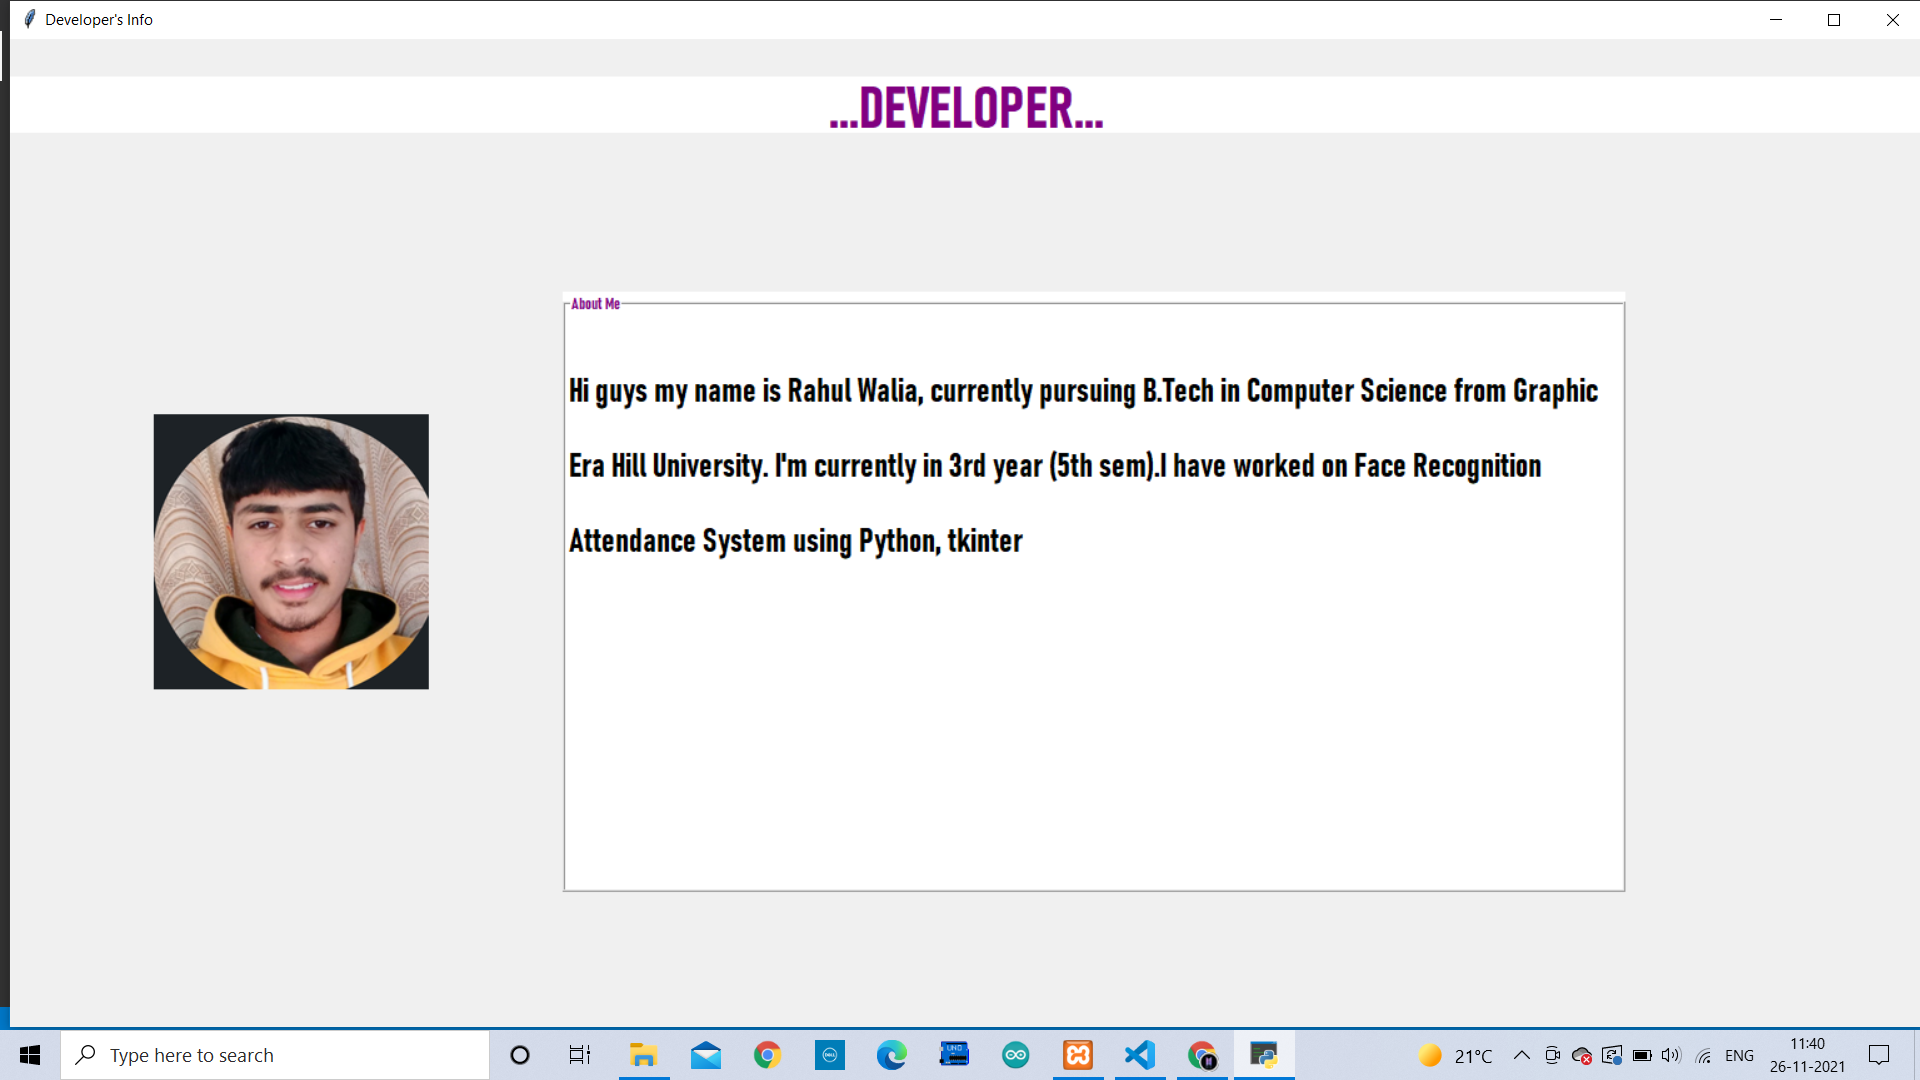 Developer's Info
...DEVELOPER...
About Me
Hi guys my name is Rahul Walia, currently pursuing B.Tech in Computer Science from Graphic
Era Hill University. I'm currently in 3rd year (5th sem).I have worked on Face Recognition
Attendance System using Python, tkinter
Type here to search
DELL
UNO
21°C
ENG
11:40
26-11-2021